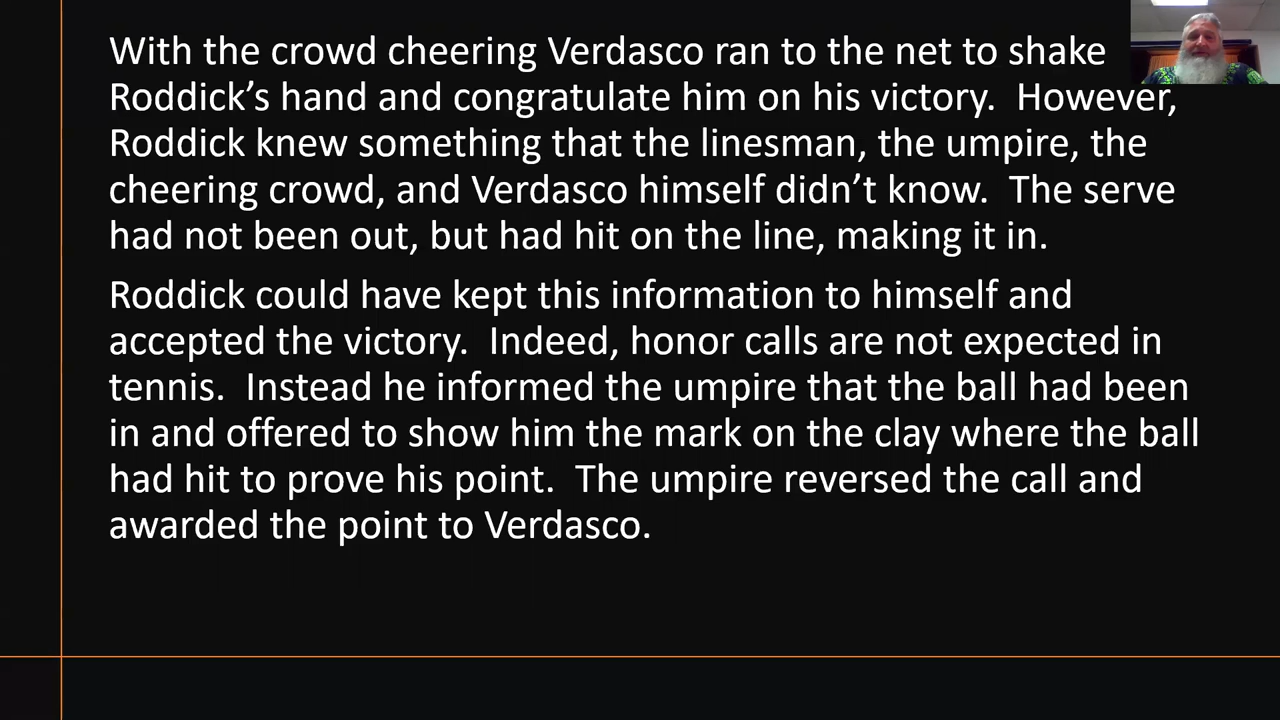 With the crowd cheering Verdasco ran to the net to shake
Roddick’s hand and congratulate him on his victory.  However,
Roddick knew something that the linesman, the umpire, the
cheering crowd, and Verdasco himself didn’t know.  The serve
had not been out, but had hit on the line, making it in.
Roddick could have kept this information to himself and
accepted the victory.  Indeed, honor calls are not expected in
tennis.  Instead he informed the umpire that the ball had been
in and offered to show him the mark on the clay where the ball
had hit to prove his point.  The umpire reversed the call and
awarded the point to Verdasco.